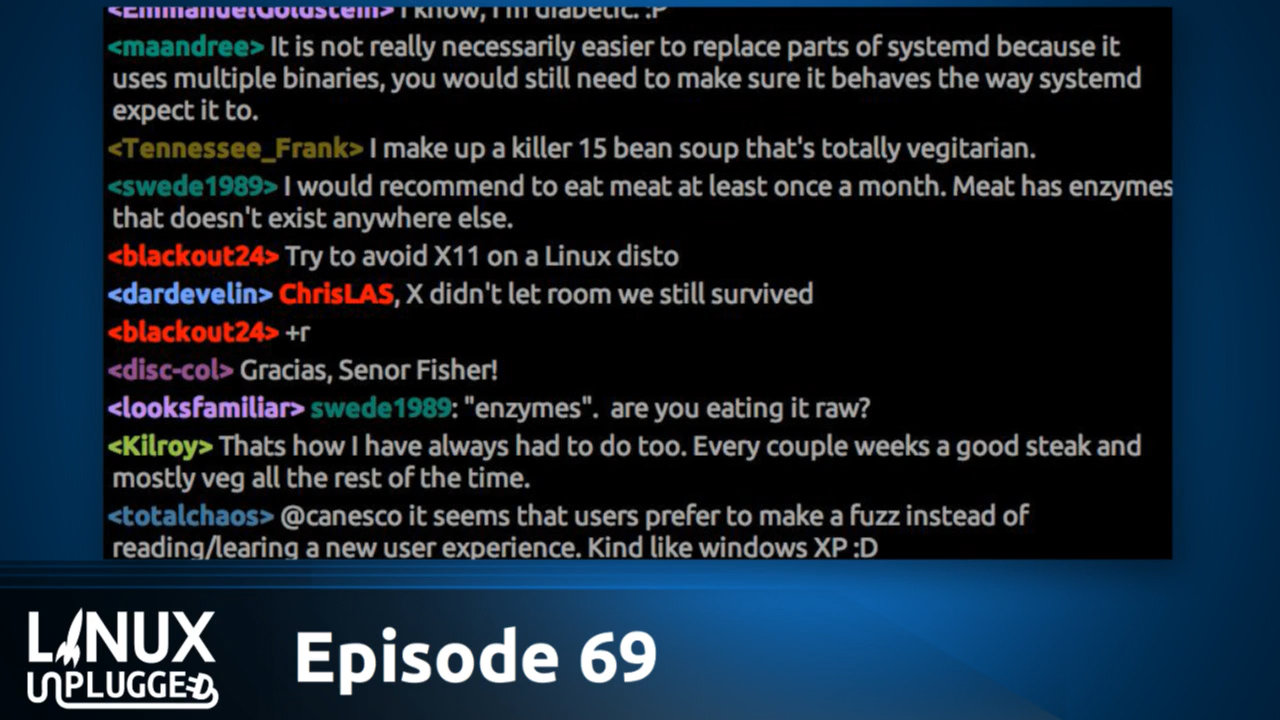 <EmmanuelGoldstein> I know, I'm diabetic. :P
<maandree> It is not really necessarily easier to replace parts of systemd because it
uses multiple binaries, you would still need to make sure it behaves the way systemd
expect it to.
<Tennessee_Frank> I make up a killer 15 bean soup that's totally vegitarian.
<swede1989> I would recommend to eat meat at least once a month. Meat has enzymes
that doesn't exist anywhere else.
<blackout24> Try to avoid X11 on a Linux disto
<dardevelin> ChrisLAS, X didn't let room we still survived
<blackout24> +r
<disc-col> Gracias, Senor Fisher!
<looksfamiliar> swede1989: "enzymes".  are you eating it raw?
<Kilroy> Thats how I have always had to do too. Every couple weeks a good steak and
mostly veg all the rest of the time.
<totalchaos> @canesco it seems that users prefer to make a fuzz instead of
reading/learing a new user experience. Kind like windows XP :D
LINUX
UNPLUGGED
Episode 69